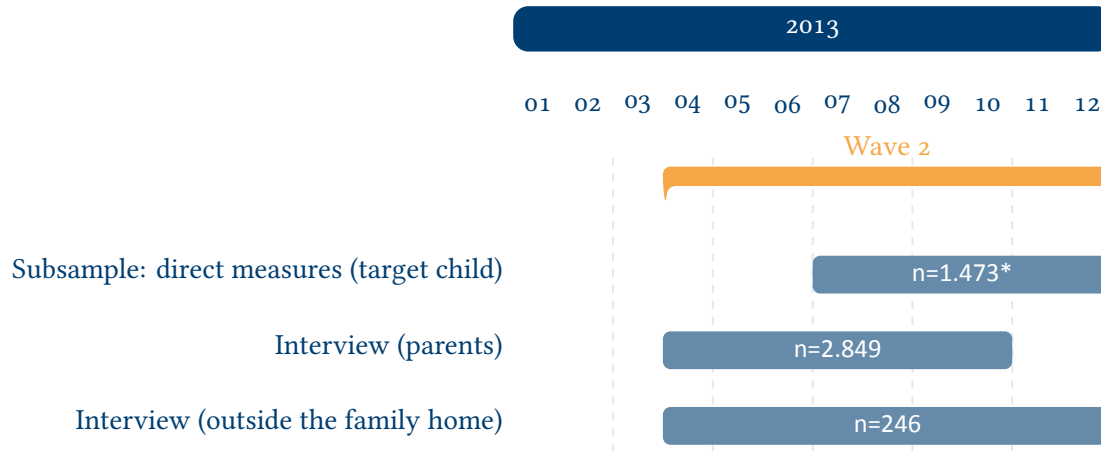 2013
01 02 03 04 05 06 07 08 09 10 11 12
Wave 2
Subsample: direct measures (target child) n=1.473*
Interview (parents) n=2.849
Interview (outside the family home) n=246